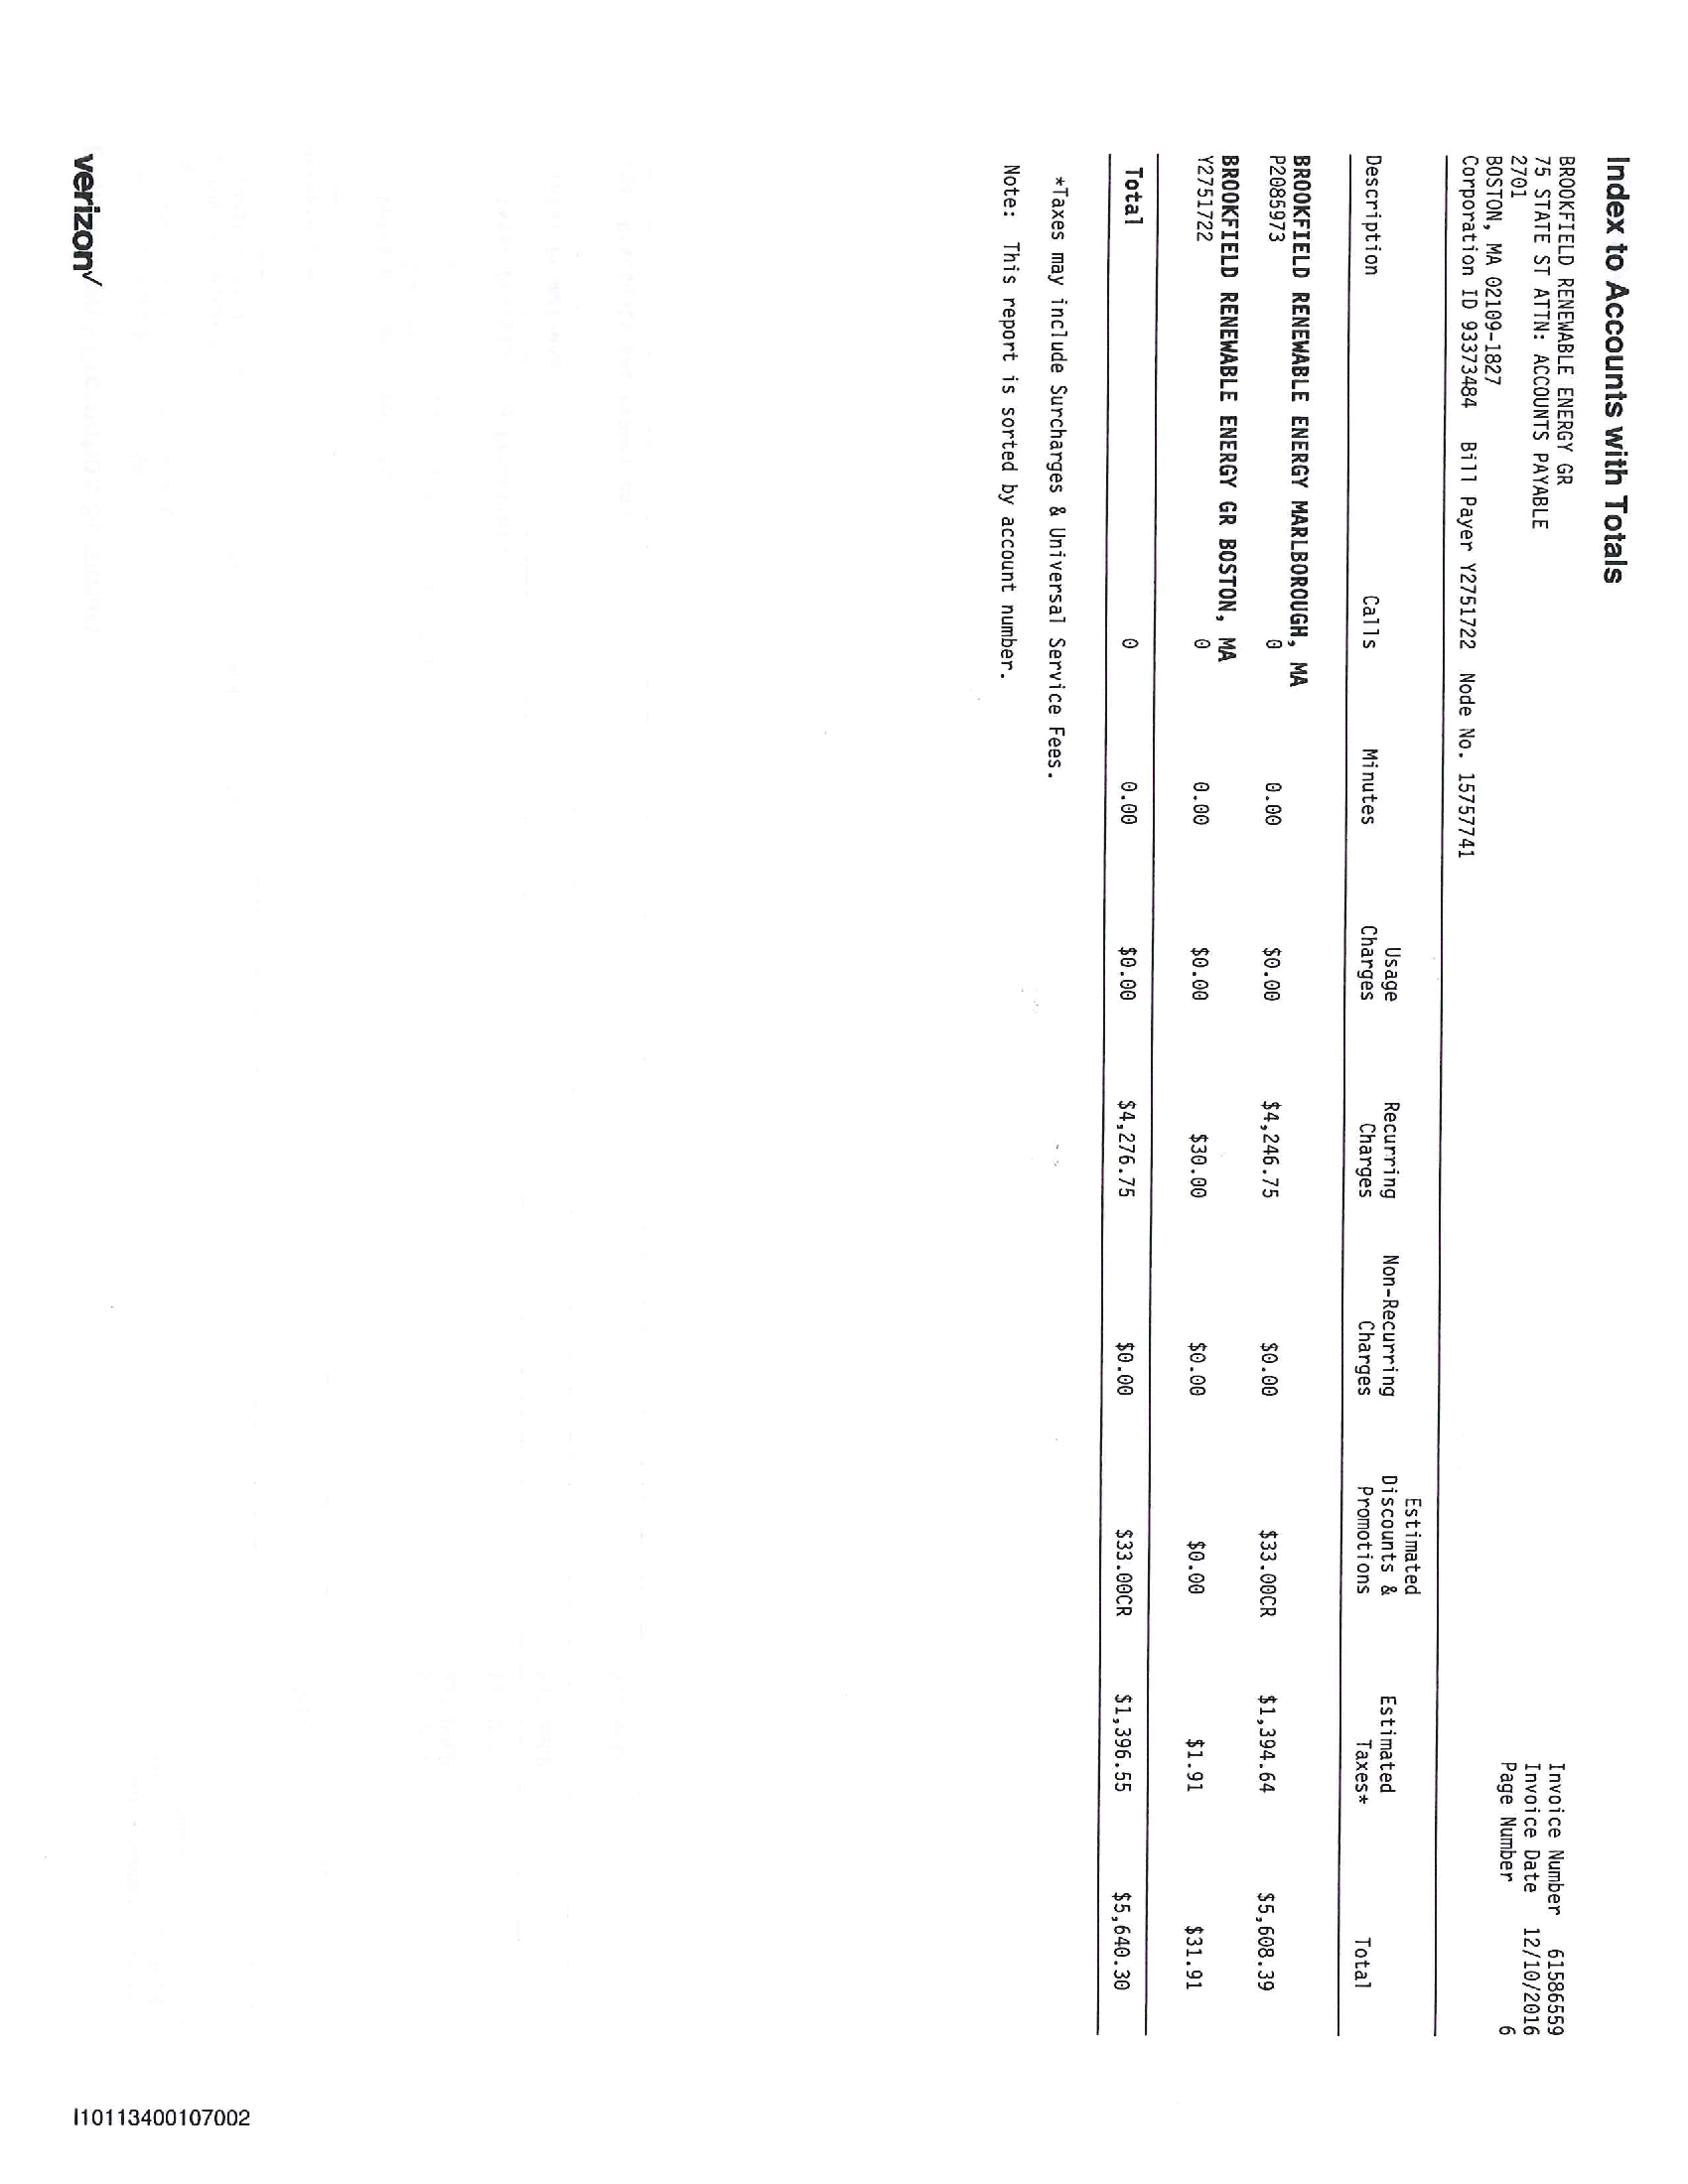 Index to Accounts with Totals
BROOKFIELD RENEWABLE ENERGY GR
75 STATE ST ATTN: ACCOUNTS PAYABLE
2701
BOSTON, MA 02109-1827
Corporation ID 93373484 Bill Payer Y2751722 Node No. 15757741
Invoice Number 61586559
Invoice Date 12/10/2016
Page Number 6
Description Calls Minutes Usage Charges Recurring Charges Non-Recurring Charges Estimated Discounts & Promotions Estimated Taxes* Total
BROOKFIELD RENEWABLE ENERGY MARLBOROUGH, MA
P2085973 0 0.00 $0.00 $4,246.75 $0.00 $33.00CR $1,394.64 $5,608.39
BROOKFIELD RENEWABLE ENERGY GR BOSTON, MA
Y2751722 0 0.00 $0.00 $30.00 $0.00 $0.00 $1.91 $31.91
Total 0 0.00 $0.00 $4,276.75 $0.00 $33.00CR $1,396.55 $5,640.30
*Taxes may include Surcharges & Universal Service Fees.
Note: This report is sorted by account number.
verizon✓
I10113400107002